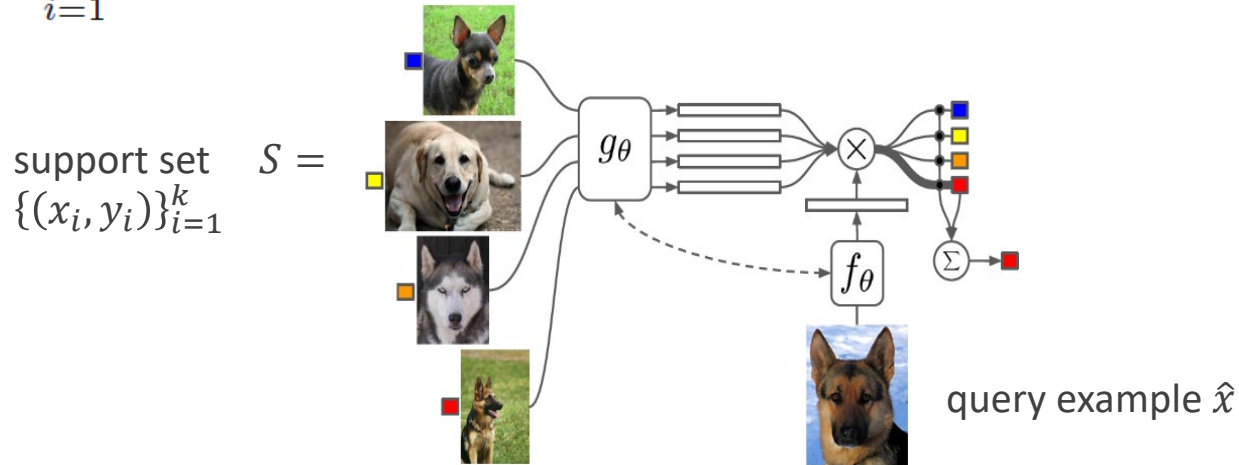 i=1
support set S =
{(x_i, y_i)}_{i=1}^k
g_θ
×
f_θ
Σ
query example x̂